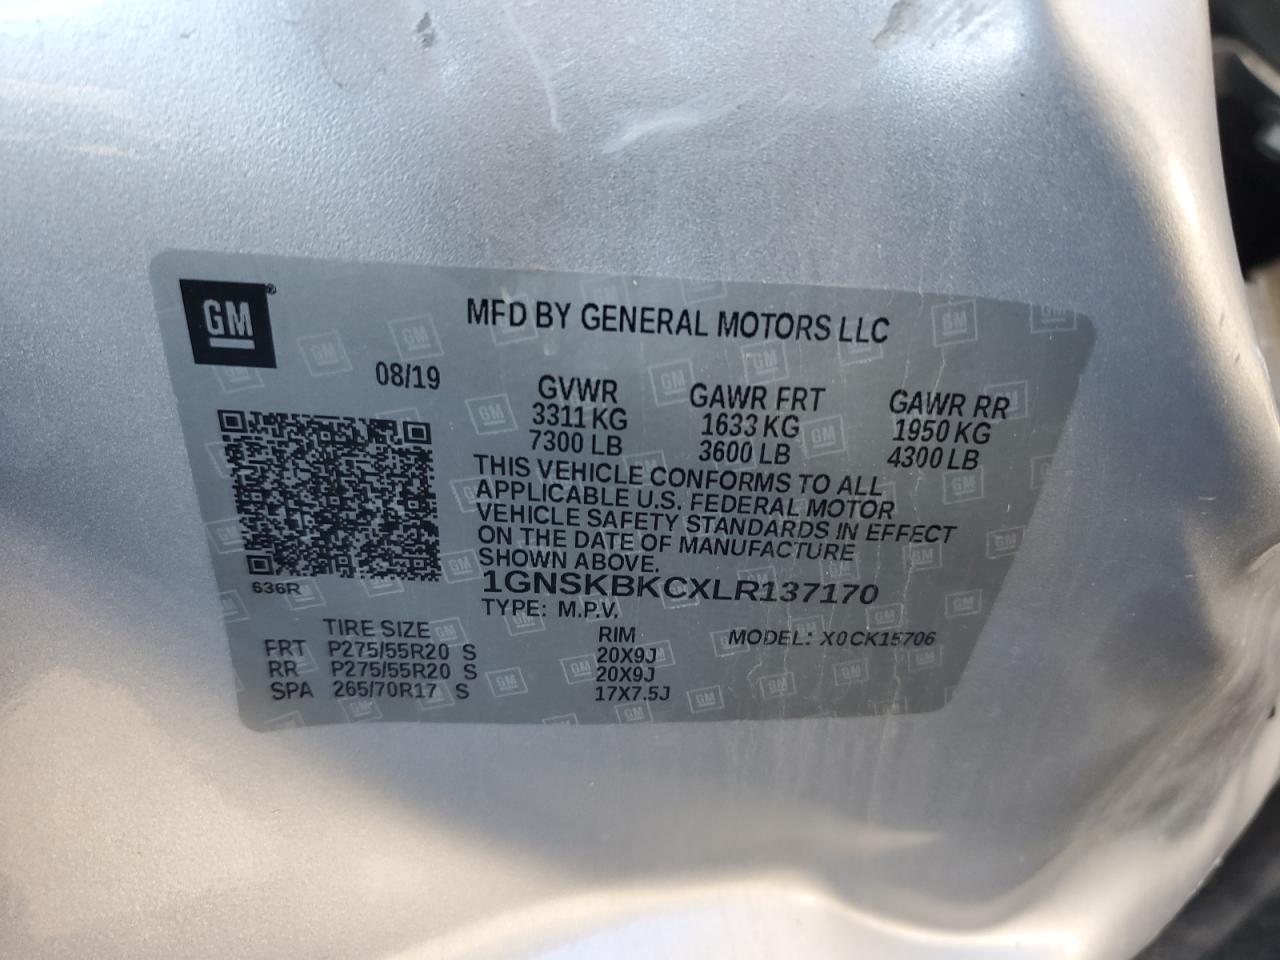 GM
MFD BY GENERAL MOTORS LLC
08/19
GVWR GAWR FRT GAWR RR
3311 KG 1633 KG 1950 KG
7300 LB 3600 LB 4300 LB
THIS VEHICLE CONFORMS TO ALL
APPLICABLE U.S. FEDERAL MOTOR
VEHICLE SAFETY STANDARDS IN EFFECT
ON THE DATE OF MANUFACTURE
SHOWN ABOVE.
636R
1GNSKBKCXLR137170
TYPE: M.P.V. MODEL: X0CK15706
TIRE SIZE RIM
FRT P275/55R20 S 20X9J
RR P275/55R20 S 20X9J
SPA 265/70R17 S 17X7.5J